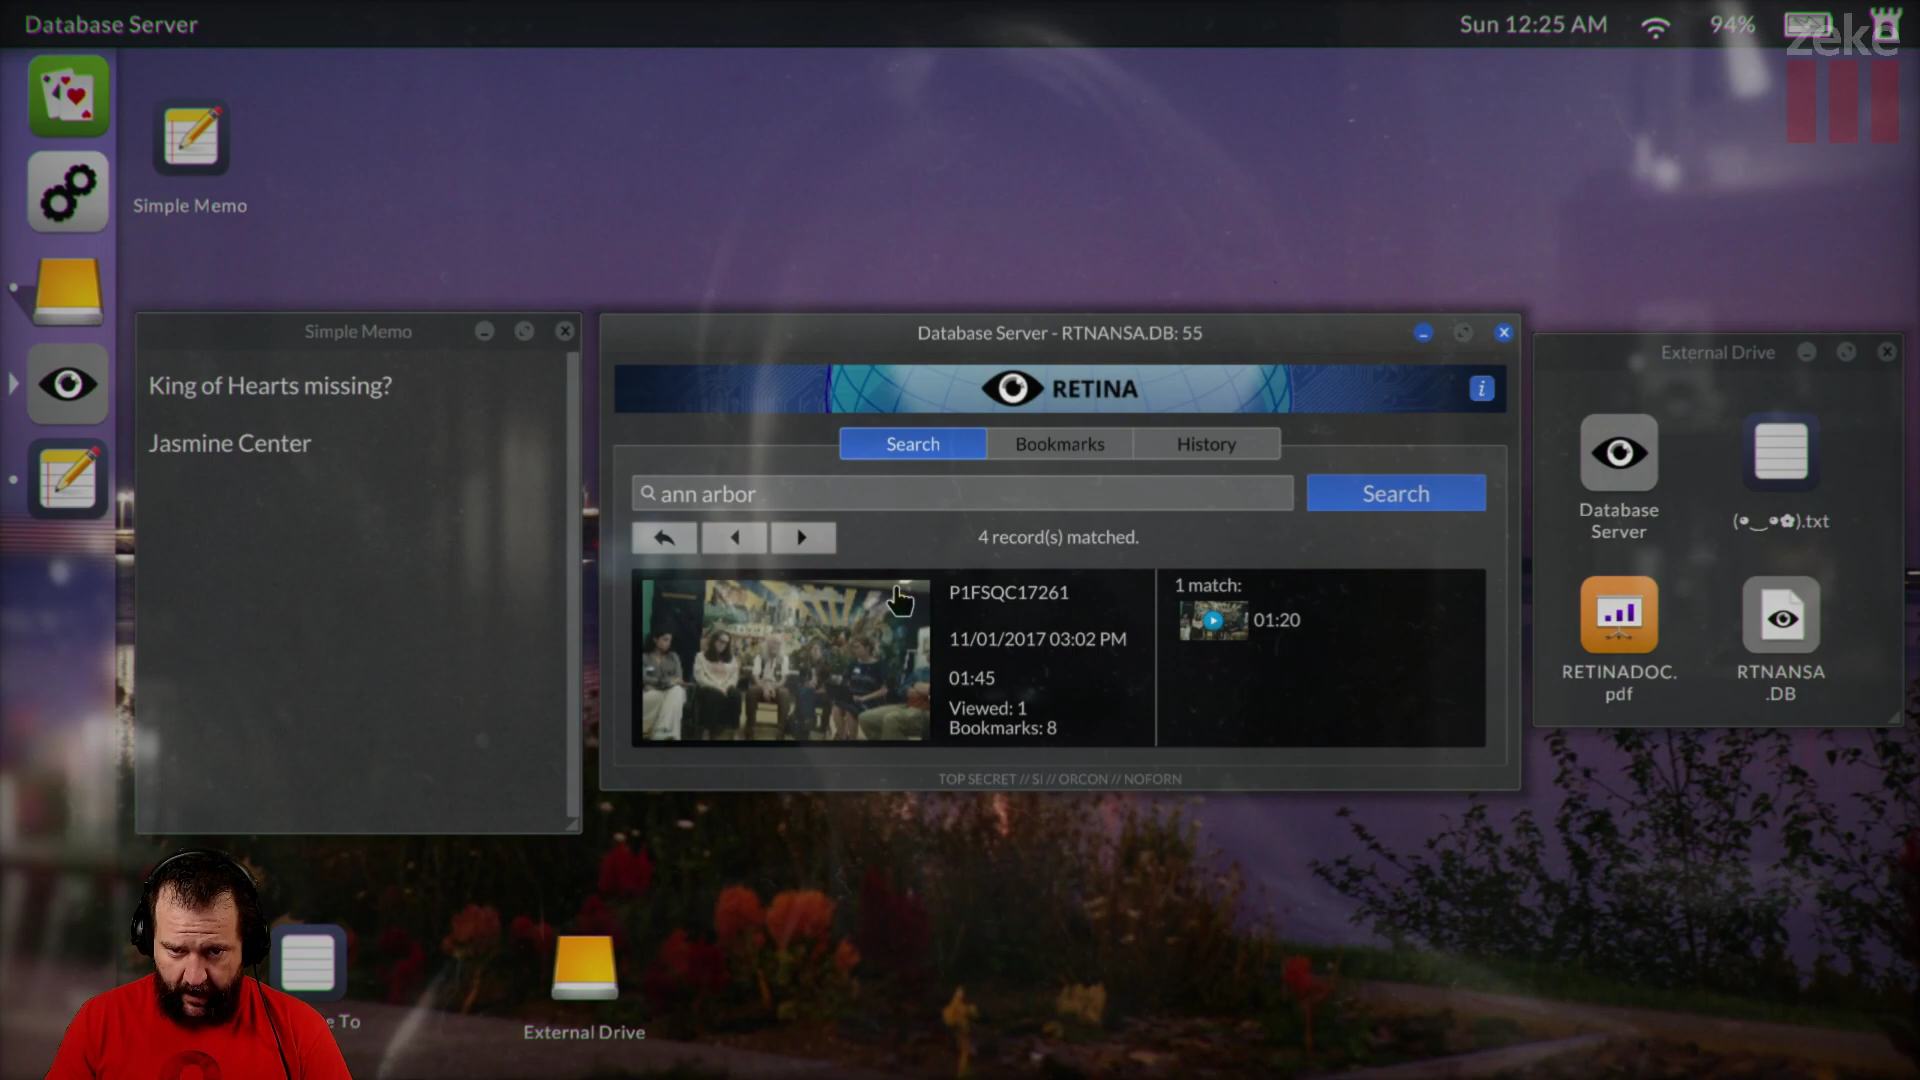 Database Server
Sun 12:25 AM
94%
zeke
Simple Memo
Simple Memo
King of Hearts missing?
Jasmine Center
Database Server - RTNANSA.DB: 55
RETINA
i
Search
Bookmarks
History
ann arbor
Search
4 record(s) matched.
P1FSQC17261
11/01/2017 03:02 PM
01:45
Viewed: 1
Bookmarks: 8
1 match:
01:20
TOP SECRET // SI // ORCON // NOFORN
External Drive
Database
Server
(•‿•✿).txt
RETINADOC.
pdf
RTNANSA
.DB
e To
External Drive